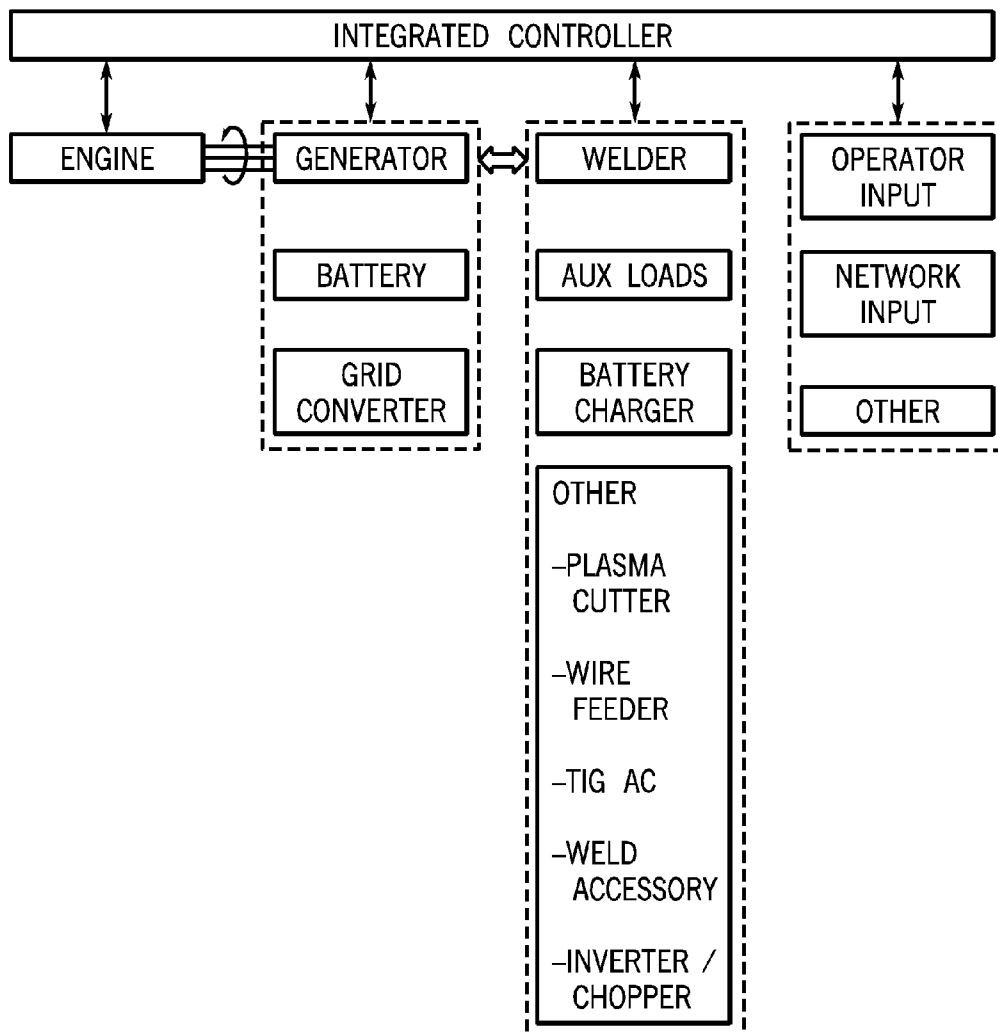 INTEGRATED CONTROLLER
ENGINE
GENERATOR
BATTERY
GRID
CONVERTER
WELDER
AUX LOADS
BATTERY
CHARGER
OTHER
–PLASMA
CUTTER
–WIRE
FEEDER
–TIG AC
–WELD
ACCESSORY
–INVERTER /
CHOPPER
OPERATOR
INPUT
NETWORK
INPUT
OTHER